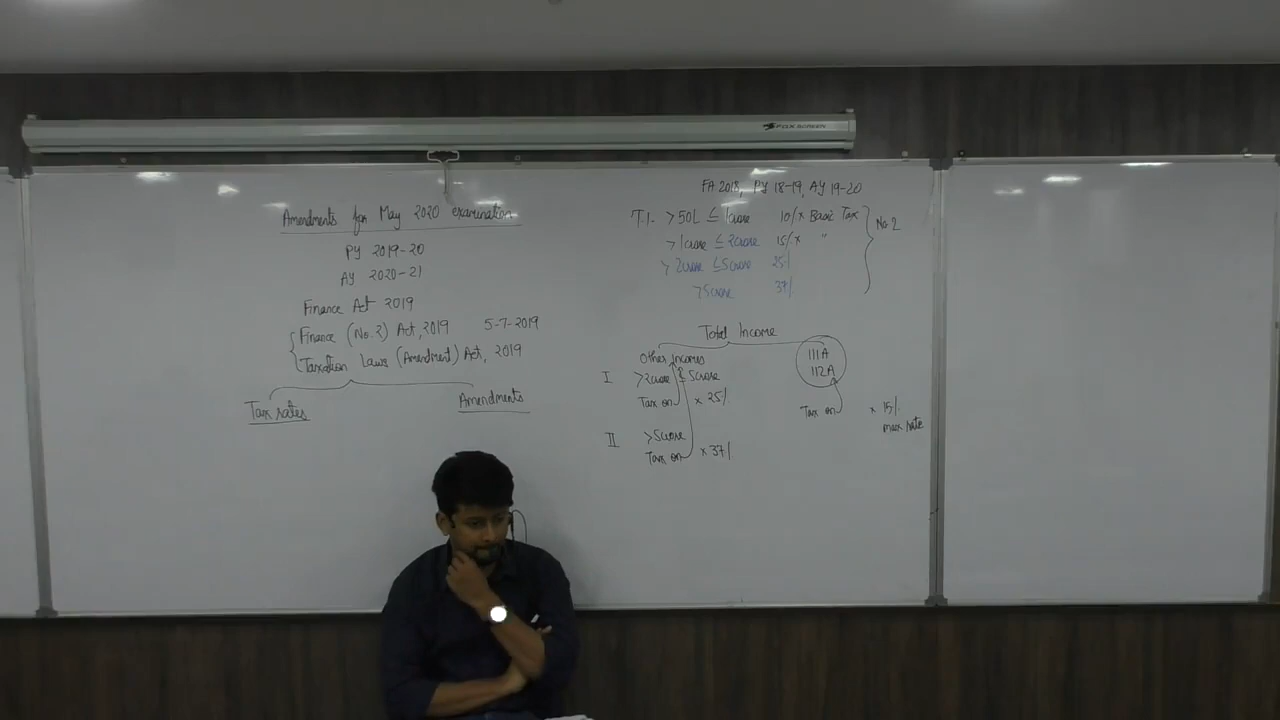 FOX SCREEN
Amendments for May 2020 examination
PY 2019-20
AY 2020-21
Finance Act 2019
Finance (No.2) Act, 2019 5-7-2019
Taxation Laws (Amendment) Act, 2019
Tax rates
Amendments
FA 2018, PY 18-19, AY 19-20
T.I. >50L ≤ 1crore 10% x Basic Tax
>1crore ≤ 2crore 15% x "
>2crore ≤5crore 25%
>5crore 37%
No.2
Total Income
Other Incomes
I >2crore ≤ 5crore
Tax on x 25%
II >5crore
Tax on x 37%
111A
112A
Tax on x 15%
max rate